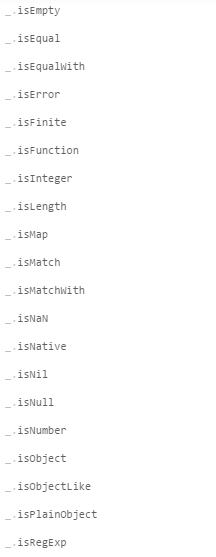 _.isEmpty
_.isEqual
_.isEqualWith
_.isError
_.isFinite
_.isFunction
_.isInteger
_.isLength
_.isMap
_.isMatch
_.isMatchWith
_.isNaN
_.isNative
_.isNil
_.isNull
_.isNumber
_.isObject
_.isObjectLike
_.isPlainObject
_.isRegExp